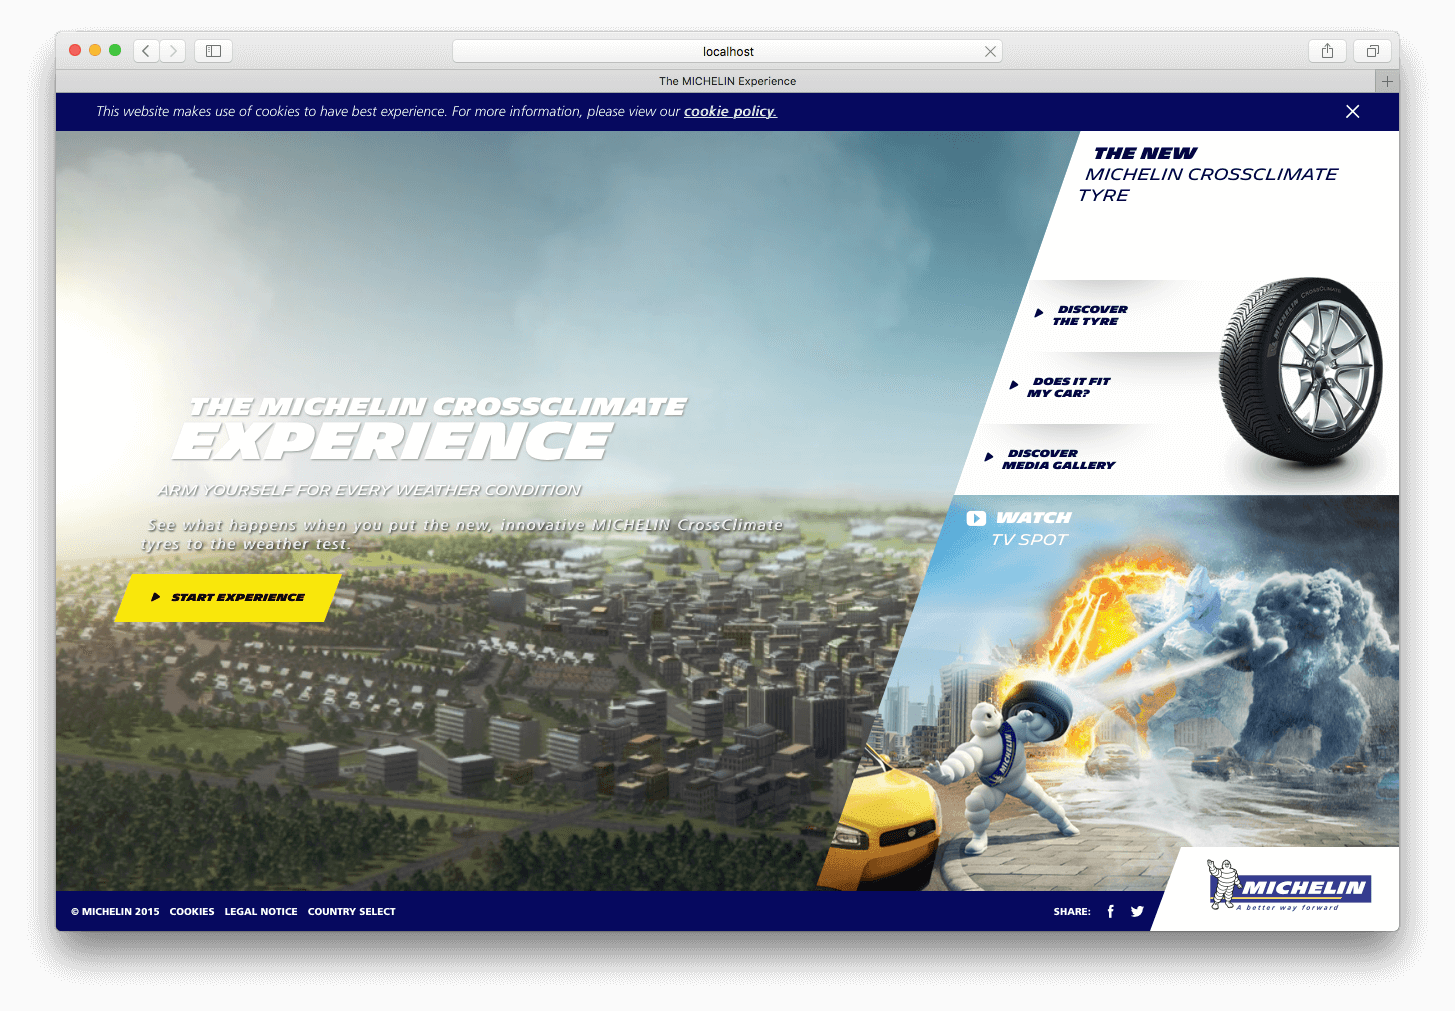 localhost
The MICHELIN Experience
This website makes use of cookies to have best experience. For more information, please view our cookie policy.
THE MICHELIN CROSSCLIMATE
EXPERIENCE
ARM YOURSELF FOR EVERY WEATHER CONDITION
See what happens when you put the new, innovative MICHELIN CrossClimate
tyres to the weather test.
START EXPERIENCE
THE NEW
MICHELIN CROSSCLIMATE
TYRE
DISCOVER
THE TYRE
DOES IT FIT
MY CAR?
DISCOVER
MEDIA GALLERY
MICHELIN CROSSCLIMATE
WATCH
TV SPOT
MICHELIN
© MICHELIN 2015 COOKIES LEGAL NOTICE COUNTRY SELECT
SHARE:
MICHELIN
A better way forward